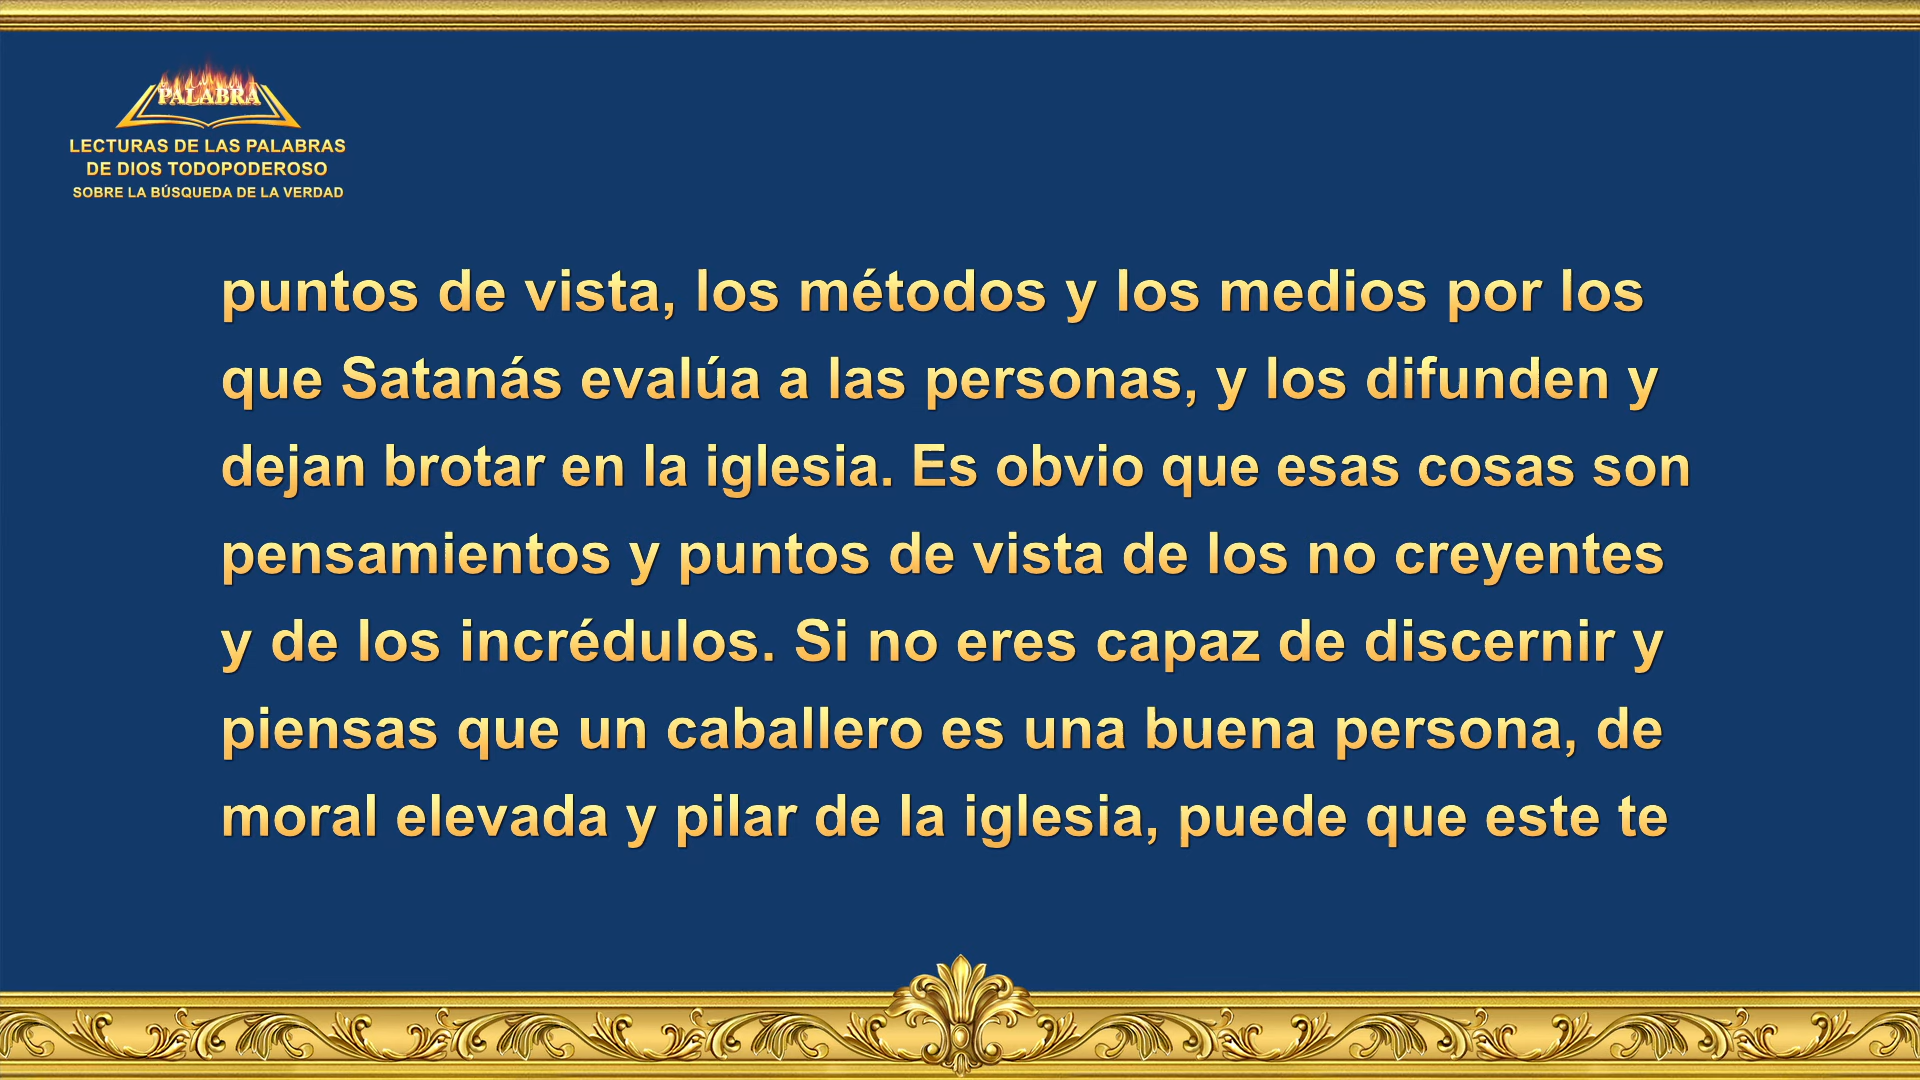 PALABRA
LECTURAS DE LAS PALABRAS
DE DIOS TODOPODEROSO
SOBRE LA BÚSQUEDA DE LA VERDAD
puntos de vista, los métodos y los medios por los
que Satanás evalúa a las personas, y los difunden y
dejan brotar en la iglesia. Es obvio que esas cosas son
pensamientos y puntos de vista de los no creyentes
y de los incrédulos. Si no eres capaz de discernir y
piensas que un caballero es una buena persona, de
moral elevada y pilar de la iglesia, puede que este te